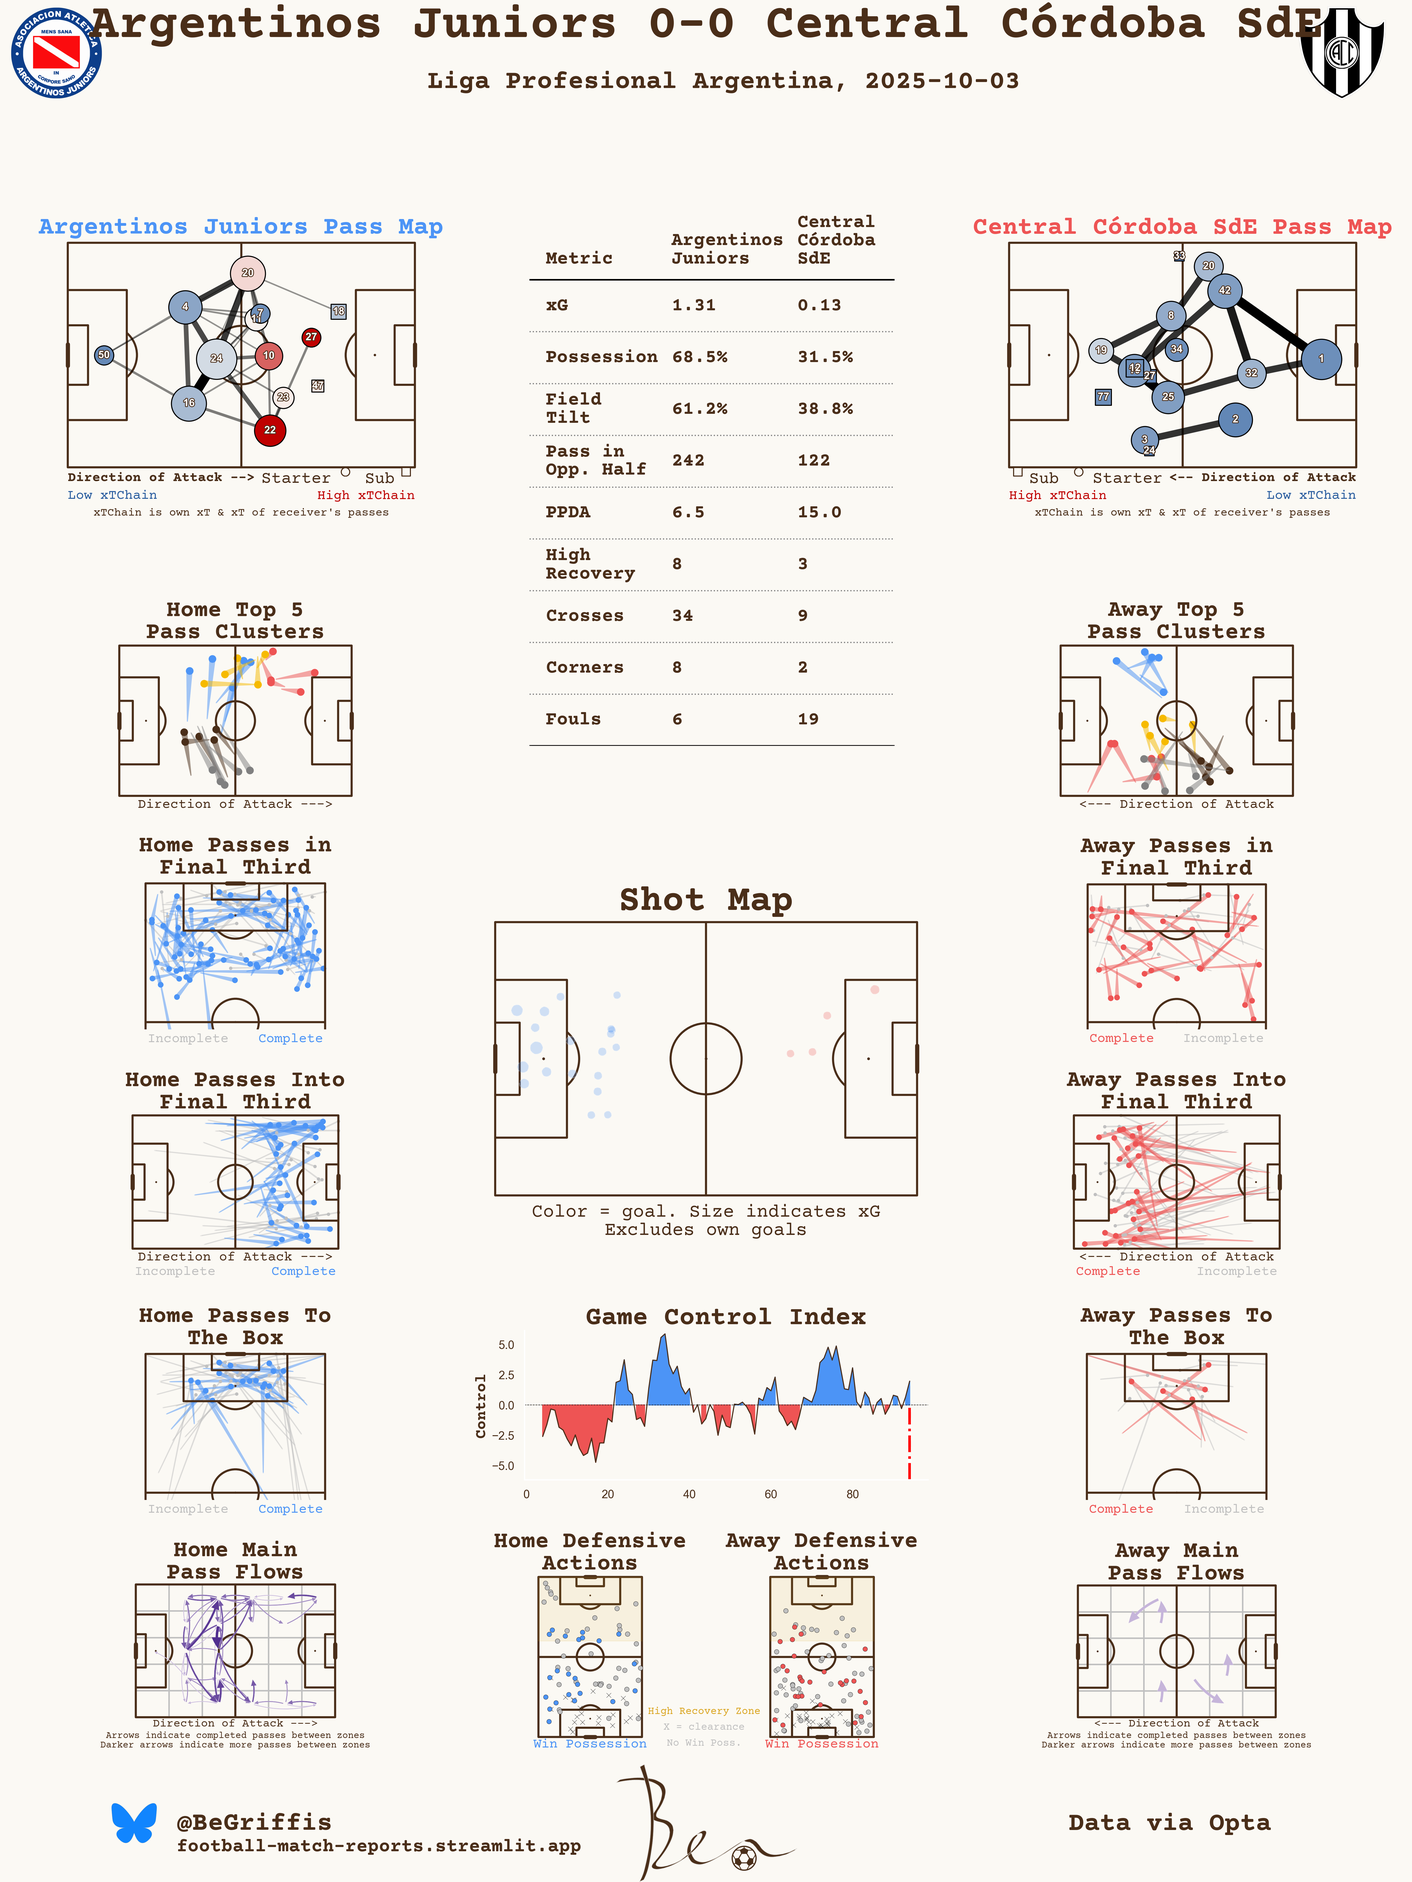 Argentinos Juniors 0-0 Central Córdoba SdE
Liga Profesional Argentina, 2025-10-03
ASOCIACION ATLETICA
MENS SANA
IN
CORPORE SANO
ARGENTINOS JUNIORS
Argentinos Juniors Pass Map
20
4
7
11
18
27
50
24
10
47
16
23
22
Direction of Attack --> Starter Sub
Low xTChain High xTChain
xTChain is own xT & xT of receiver's passes
Metric Argentinos Juniors Central Córdoba SdE
xG 1.31 0.13
Possession 68.5% 31.5%
Field Tilt 61.2% 38.8%
Pass in Opp. Half 242 122
PPDA 6.5 15.0
High Recovery 8 3
Crosses 34 9
Corners 8 2
Fouls 6 19
Central Córdoba SdE Pass Map
33
20
42
8
19
34
1
12
27
32
77
25
2
3
24
Sub Starter <-- Direction of Attack
High xTChain Low xTChain
xTChain is own xT & xT of receiver's passes
Home Top 5
Pass Clusters
Direction of Attack --->
Away Top 5
Pass Clusters
<--- Direction of Attack
Home Passes in
Final Third
Incomplete Complete
Shot Map
Color = goal. Size indicates xG
Excludes own goals
Away Passes in
Final Third
Complete Incomplete
Home Passes Into
Final Third
Direction of Attack --->
Incomplete Complete
Away Passes Into
Final Third
<--- Direction of Attack
Complete Incomplete
Home Passes To
The Box
Incomplete Complete
Game Control Index
Control
5.0
2.5
0.0
−2.5
−5.0
0 20 40 60 80
Away Passes To
The Box
Complete Incomplete
Home Main
Pass Flows
Direction of Attack --->
Arrows indicate completed passes between zones
Darker arrows indicate more passes between zones
Home Defensive
Actions
Win Possession
High Recovery Zone
X = clearance
No Win Poss.
Away Defensive
Actions
Win Possession
Away Main
Pass Flows
<--- Direction of Attack
Arrows indicate completed passes between zones
Darker arrows indicate more passes between zones
@BeGriffis
football-match-reports.streamlit.app
Ben
Data via Opta